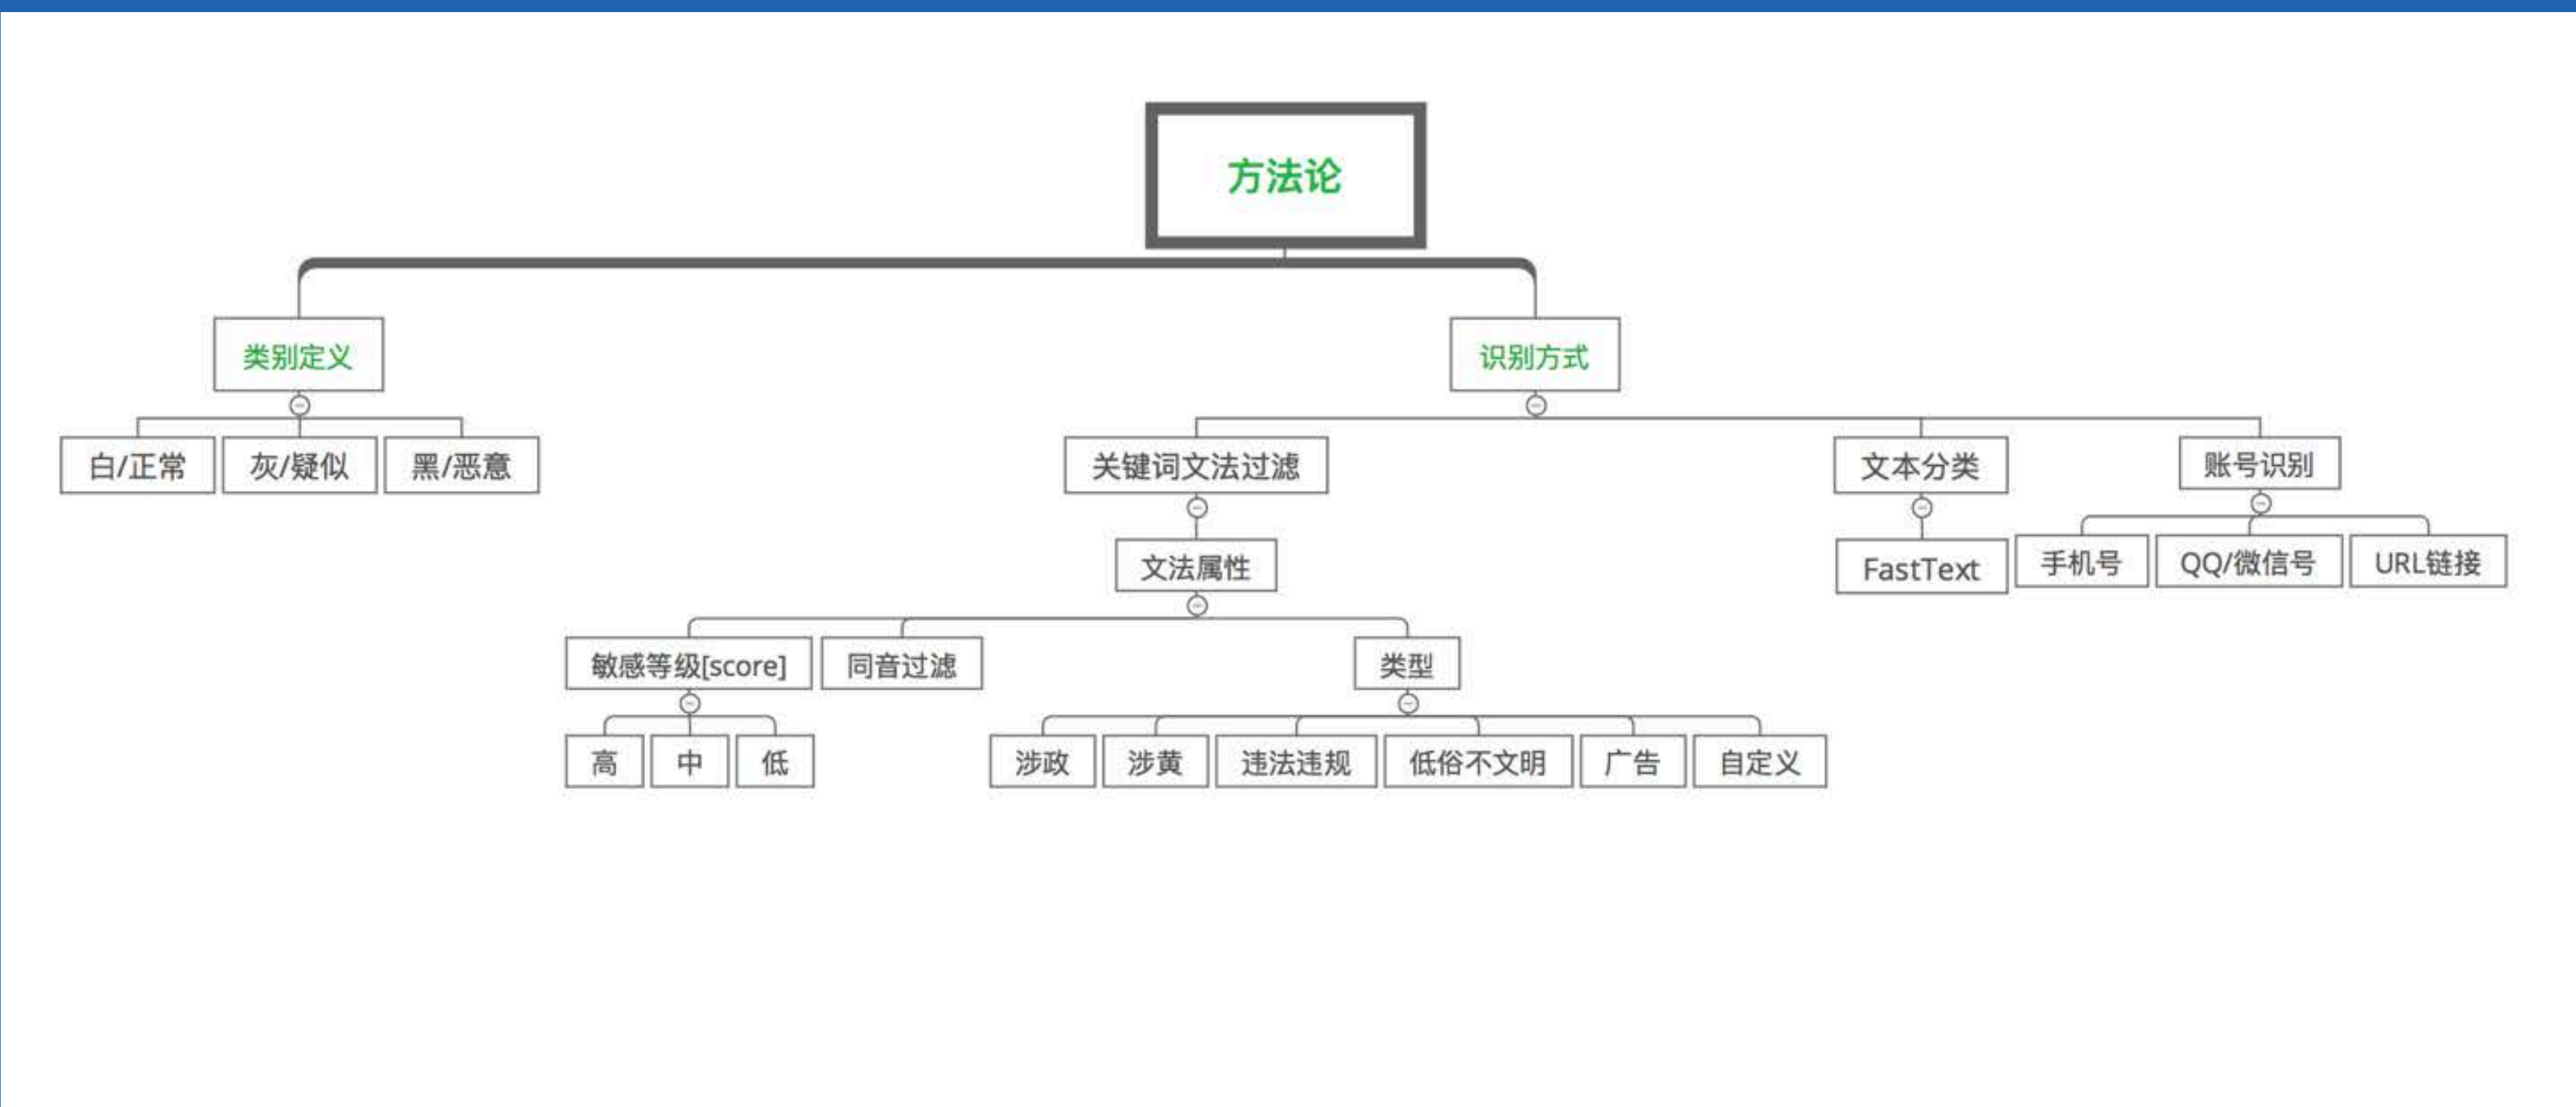 方法论
类别定义
识别方式
白/正常
灰/疑似
黑/恶意
关键词文法过滤
文本分类
账号识别
文法属性
FastText
手机号
QQ/微信号
URL链接
敏感等级[score]
同音过滤
类型
高
中
低
涉政
涉黄
违法违规
低俗不文明
广告
自定义